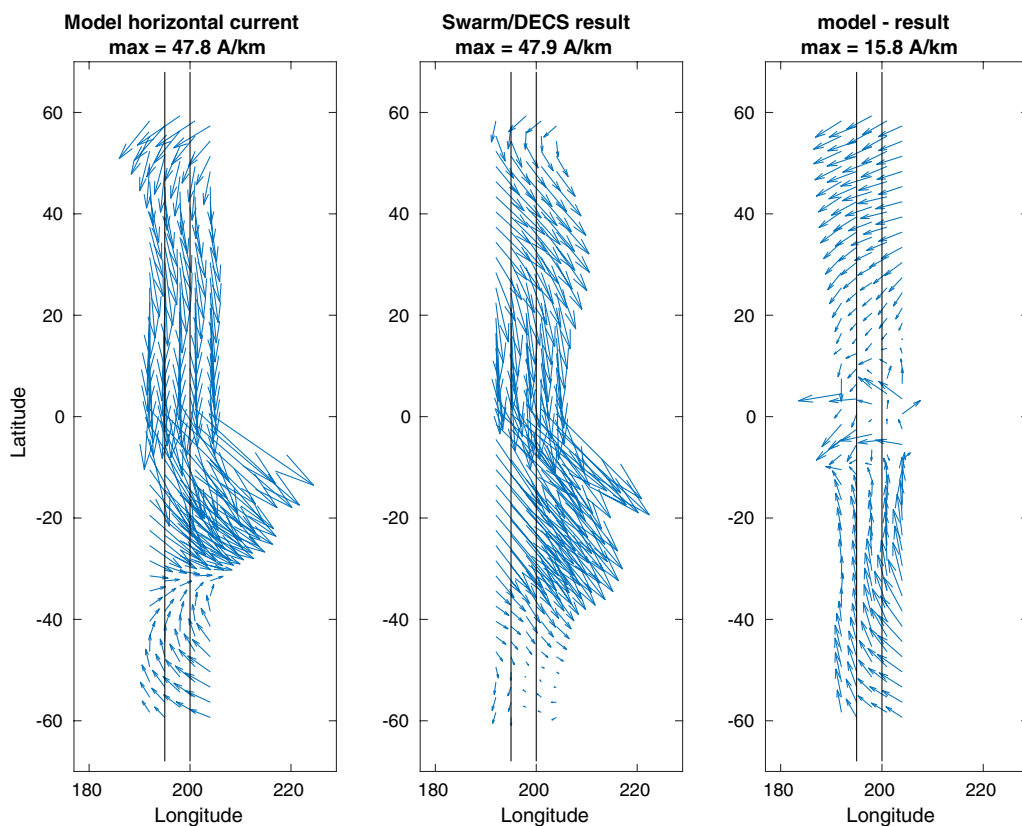 Model horizontal current
max = 47.8 A/km
Swarm/DECS result
max = 47.9 A/km
model - result
max = 15.8 A/km
Latitude
60
40
20
0
-20
-40
-60
180 200 220
Longitude
60
40
20
0
-20
-40
-60
180 200 220
Longitude
60
40
20
0
-20
-40
-60
180 200 220
Longitude